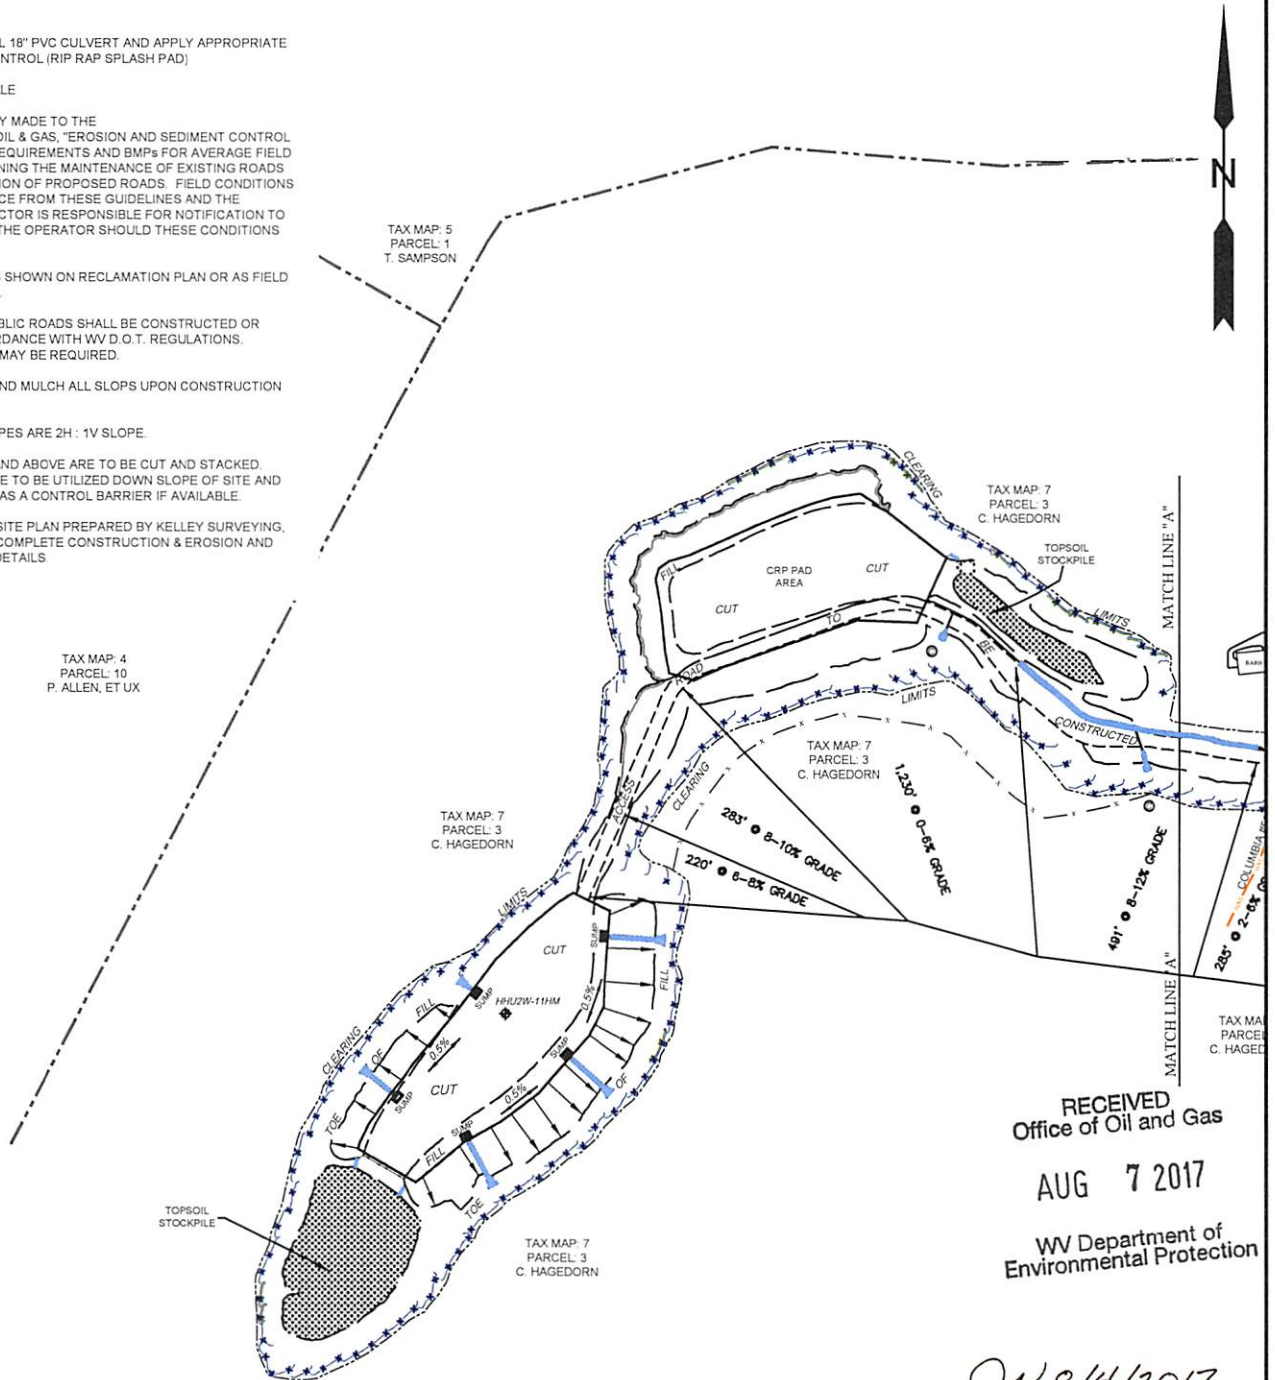 L 18" PVC CULVERT AND APPLY APPROPRIATE
NTROL (RIP RAP SPLASH PAD)
LE
Y MADE TO THE
OIL & GAS, "EROSION AND SEDIMENT CONTROL
EQUIREMENTS AND BMPs FOR AVERAGE FIELD
NING THE MAINTENANCE OF EXISTING ROADS
ION OF PROPOSED ROADS. FIELD CONDITIONS
CE FROM THESE GUIDELINES AND THE
CTOR IS RESPONSIBLE FOR NOTIFICATION TO
THE OPERATOR SHOULD THESE CONDITIONS
S SHOWN ON RECLAMATION PLAN OR AS FIELD
BLIC ROADS SHALL BE CONSTRUCTED OR
RDANCE WITH WV D.O.T. REGULATIONS.
MAY BE REQUIRED.
ND MULCH ALL SLOPS UPON CONSTRUCTION
PES ARE 2H : 1V SLOPE.
AND ABOVE ARE TO BE CUT AND STACKED.
E TO BE UTILIZED DOWN SLOPE OF SITE AND
AS A CONTROL BARRIER IF AVAILABLE.
SITE PLAN PREPARED BY KELLEY SURVEYING,
COMPLETE CONSTRUCTION & EROSION AND
DETAILS.
N
TAX MAP: 5
PARCEL: 1
T. SAMPSON
TAX MAP: 4
PARCEL: 10
P. ALLEN, ET UX
CLEARING
TAX MAP: 7
PARCEL: 3
C. HAGEDORN
TOPSOIL
STOCKPILE
LIMITS
MATCH LINE "A"
BARN
FILL
CRP PAD
AREA
CUT
CUT
ACCESS
ROAD
TO
BE
CONSTRUCTED
LIMITS
CLEARING
TAX MAP: 7
PARCEL: 3
C. HAGEDORN
TAX MAP: 7
PARCEL: 3
C. HAGEDORN
220' @ 6-8% GRADE
283' @ 8-10% GRADE
1,230' @ 0-6% GRADE
491' @ 8-12% GRADE
285' @ 2-6% G
COLUMBIA
MATCH LINE "A"
TAX MA
PARCE
C. HAGED
LIMITS
CUT
SUMP
FILL
SUMP
HHU2W-11HM
0.5%
FILL
CLEARING
OF
0.5%
SUMP
OF
CUT
SUMP
0.5%
TOE
SUMP
FILL
TOE
TOPSOIL
STOCKPILE
TAX MAP: 7
PARCEL: 3
C. HAGEDORN
RECEIVED
Office of Oil and Gas
AUG 7 2017
WV Department of
Environmental Protection